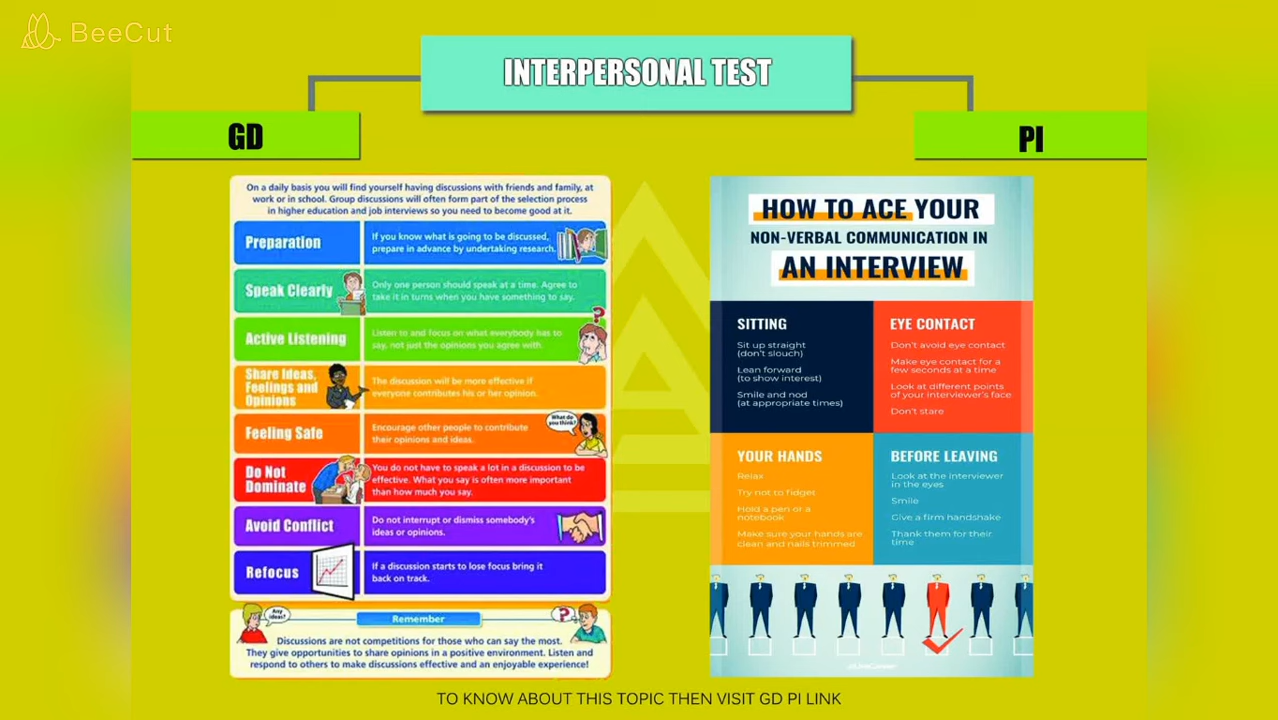 BeeCut
INTERPERSONAL TEST
GD
PI
On a daily basis you will find yourself having discussions with friends and family, at
work or in school. Group discussions will often form part of the selection process
in higher education and job interviews so you need to become good at it.
Preparation
If you know what is going to be discussed,
prepare in advance by undertaking research.
Speak Clearly
Only one person should speak at a time. Agree to
take it in turns when you have something to say.
Active Listening
Listen to and focus on what everybody has to
say, not just the opinions you agree with.
Share Ideas,
Feelings and
Opinions
The discussion will be more effective if
everyone contributes his or her opinion.
Feeling Safe
Encourage other people to contribute
their opinions and ideas.
What do
you think?
Do Not
Dominate
You do not have to speak a lot in a discussion to be
effective. What you say is often more important
than how much you say.
Avoid Conflict
Do not interrupt or dismiss somebody's
ideas or opinions.
Refocus
If a discussion starts to lose focus bring it
back on track.
Any
ideas?
Remember
?
Discussions are not competitions for those who can say the most.
They give opportunities to share opinions in a positive environment. Listen and
respond to others to make discussions effective and an enjoyable experience!
HOW TO ACE YOUR
NON-VERBAL COMMUNICATION IN
AN INTERVIEW
SITTING
Sit up straight
(don't slouch)
Lean forward
(to show interest)
Smile and nod
(at appropriate times)
EYE CONTACT
Don't avoid eye contact
Make eye contact for a
few seconds at a time
Look at different points
of your interviewer's face
Don't stare
YOUR HANDS
Relax
Try not to fidget
Hold a pen or a
notebook
Make sure your hands are
clean and nails trimmed
BEFORE LEAVING
Look at the interviewer
in the eyes
Smile
Give a firm handshake
Thank them for their
time
TO KNOW ABOUT THIS TOPIC THEN VISIT GD PI LINK